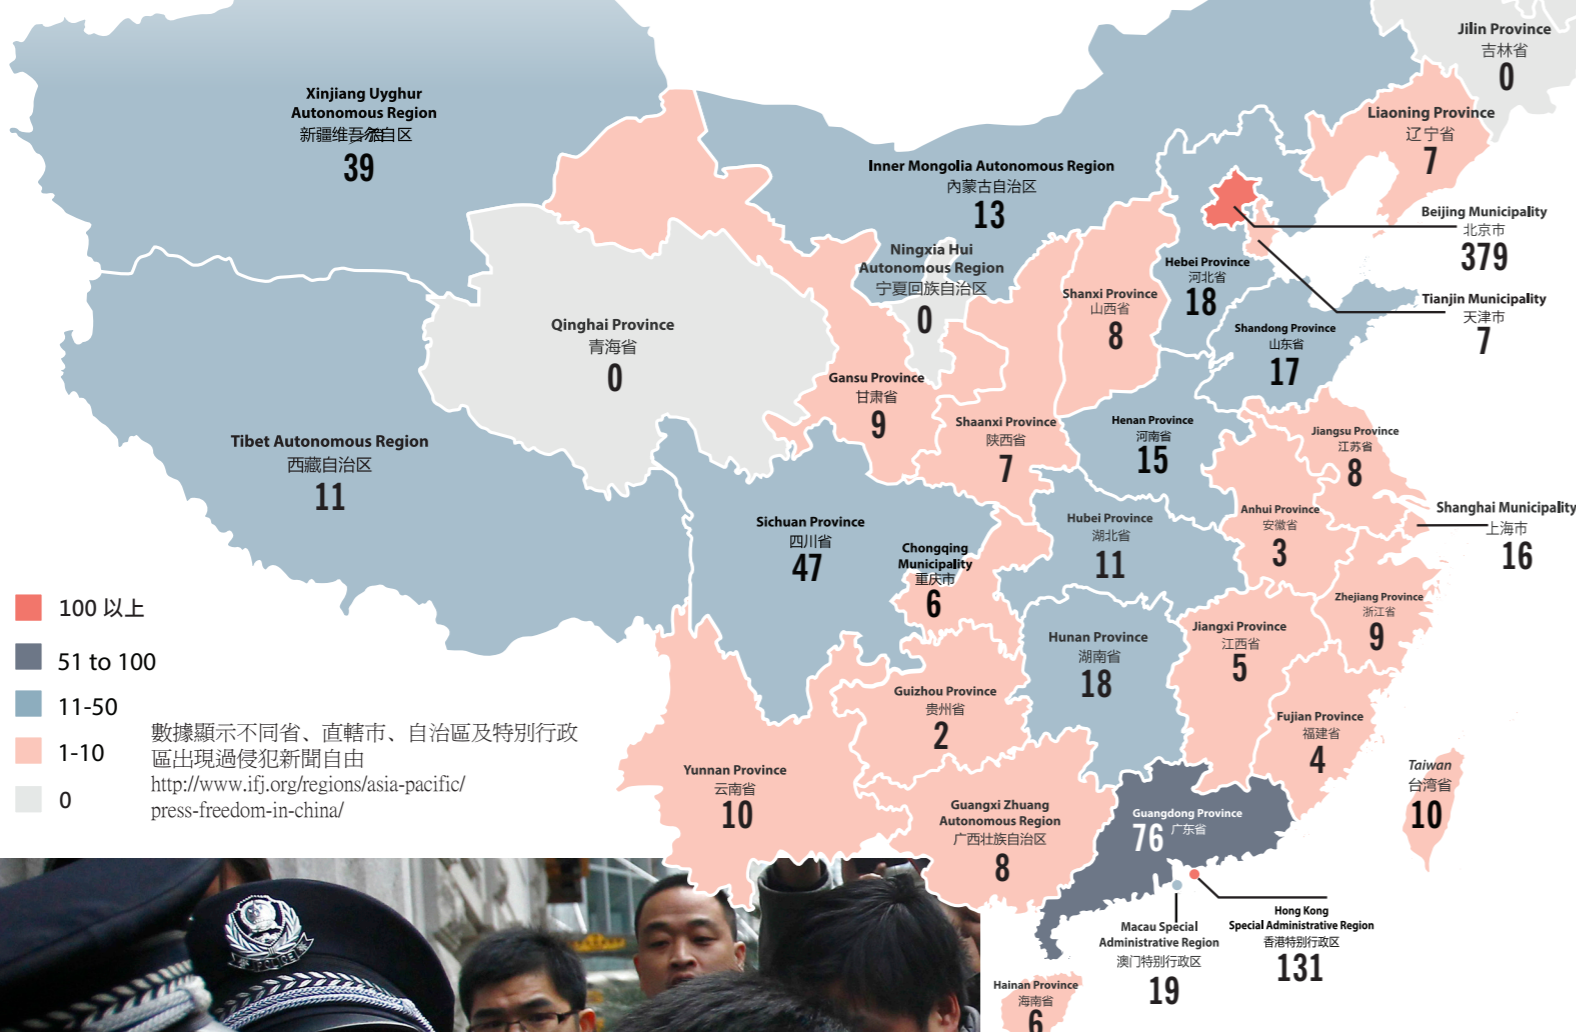 Jilin Province
吉林省
0
Xinjiang Uyghur
Autonomous Region
39
Liaoning Province
辽宁省
7
Inner Mongolia Autonomous Region
內蒙古自治区
13
Beijing Municipality
北京市
379
Ningxia Hui
Autonomous Region
宁夏回族自治区
0
Hebei Province
河北省
18
Shanxi Province
山西省
8
Tianjin Municipality
天津市
7
Qinghai Province
青海省
0
Shandong Province
山东省
17
Gansu Province
甘肃省
9
Shaanxi Province
陕西省
7
Henan Province
河南省
15
Jiangsu Province
江苏省
8
Tibet Autonomous Region
西藏自治区
11
Sichuan Province
四川省
47
Chongqing
Municipality
重庆市
6
Hubei Province
湖北省
11
Anhui Province
安徽省
3
Shanghai Municipality
上海市
16
Zhejiang Province
浙江省
9
Hunan Province
湖南省
18
Jiangxi Province
江西省
5
Guizhou Province
贵州省
2
Fujian Province
福建省
4
Yunnan Province
云南省
10
Guangxi Zhuang
Autonomous Region
广西壮族自治区
8
Guangdong Province
76 广东省
Taiwan
台湾省
10
Macau Special
Administrative Region
澳门特别行政区
19
Hong Kong
Special Administrative Region
香港特别行政区
131
Hainan Province
海南省
6
100 以上
51 to 100
11-50
1-10
0
數據顯示不同省、直轄市、自治區及特別行政
區出現過侵犯新聞自由
http://www.ifj.org/regions/asia-pacific/
press-freedom-in-china/